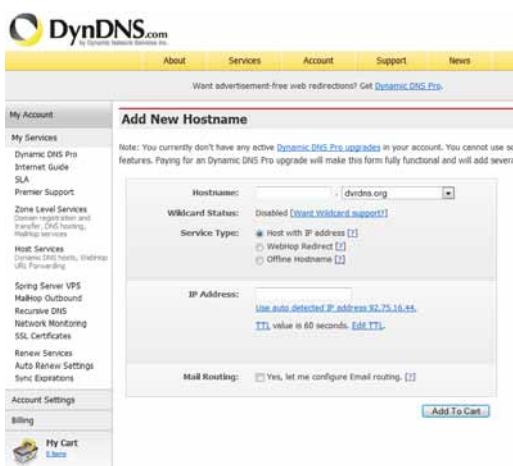 DynDNS.com
by Dynamic Network Services Inc.
About Services Account Support News
Want advertisement-free web redirections? Get Dynamic DNS Pro.
My Account
My Services
Dynamic DNS Pro
Internet Guide
SLA
Premier Support
Zone Level Services
Domain registration and
transfer, DNS hosting,
MailHop services
Host Services
Dynamic DNS hosts, WebHop
URL Forwarding
Spring Server VPS
MailHop Outbound
Recursive DNS
Network Monitoring
SSL Certificates
Renew Services
Auto Renew Settings
Sync Expirations
Account Settings
Billing
My Cart
0 items
Add New Hostname
Note: You currently don't have any active Dynamic DNS Pro upgrades in your account. You cannot use so
features. Paying for an Dynamic DNS Pro upgrade will make this form fully functional and will add severa
Hostname: . dvrdns.org
Wildcard Status: Disabled [Want Wildcard support?]
Service Type: Host with IP address [?]
WebHop Redirect [?]
Offline Hostname [?]
IP Address:
Use auto detected IP address 92.75.16.44.
TTL value is 60 seconds. Edit TTL.
Mail Routing: Yes, let me configure Email routing. [?]
Add To Cart